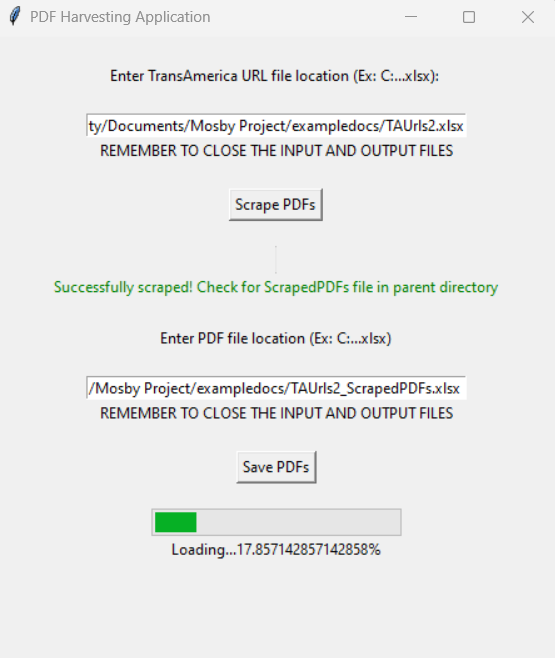 PDF Harvesting Application
Enter TransAmerica URL file location (Ex: C:...xlsx):
ty/Documents/Mosby Project/exampledocs/TAUrls2.xlsx
REMEMBER TO CLOSE THE INPUT AND OUTPUT FILES
Scrape PDFs
Successfully scraped! Check for ScrapedPDFs file in parent directory
Enter PDF file location (Ex: C:...xlsx)
/Mosby Project/exampledocs/TAUrls2_ScrapedPDFs.xlsx
REMEMBER TO CLOSE THE INPUT AND OUTPUT FILES
Save PDFs
Loading...17.857142857142858%